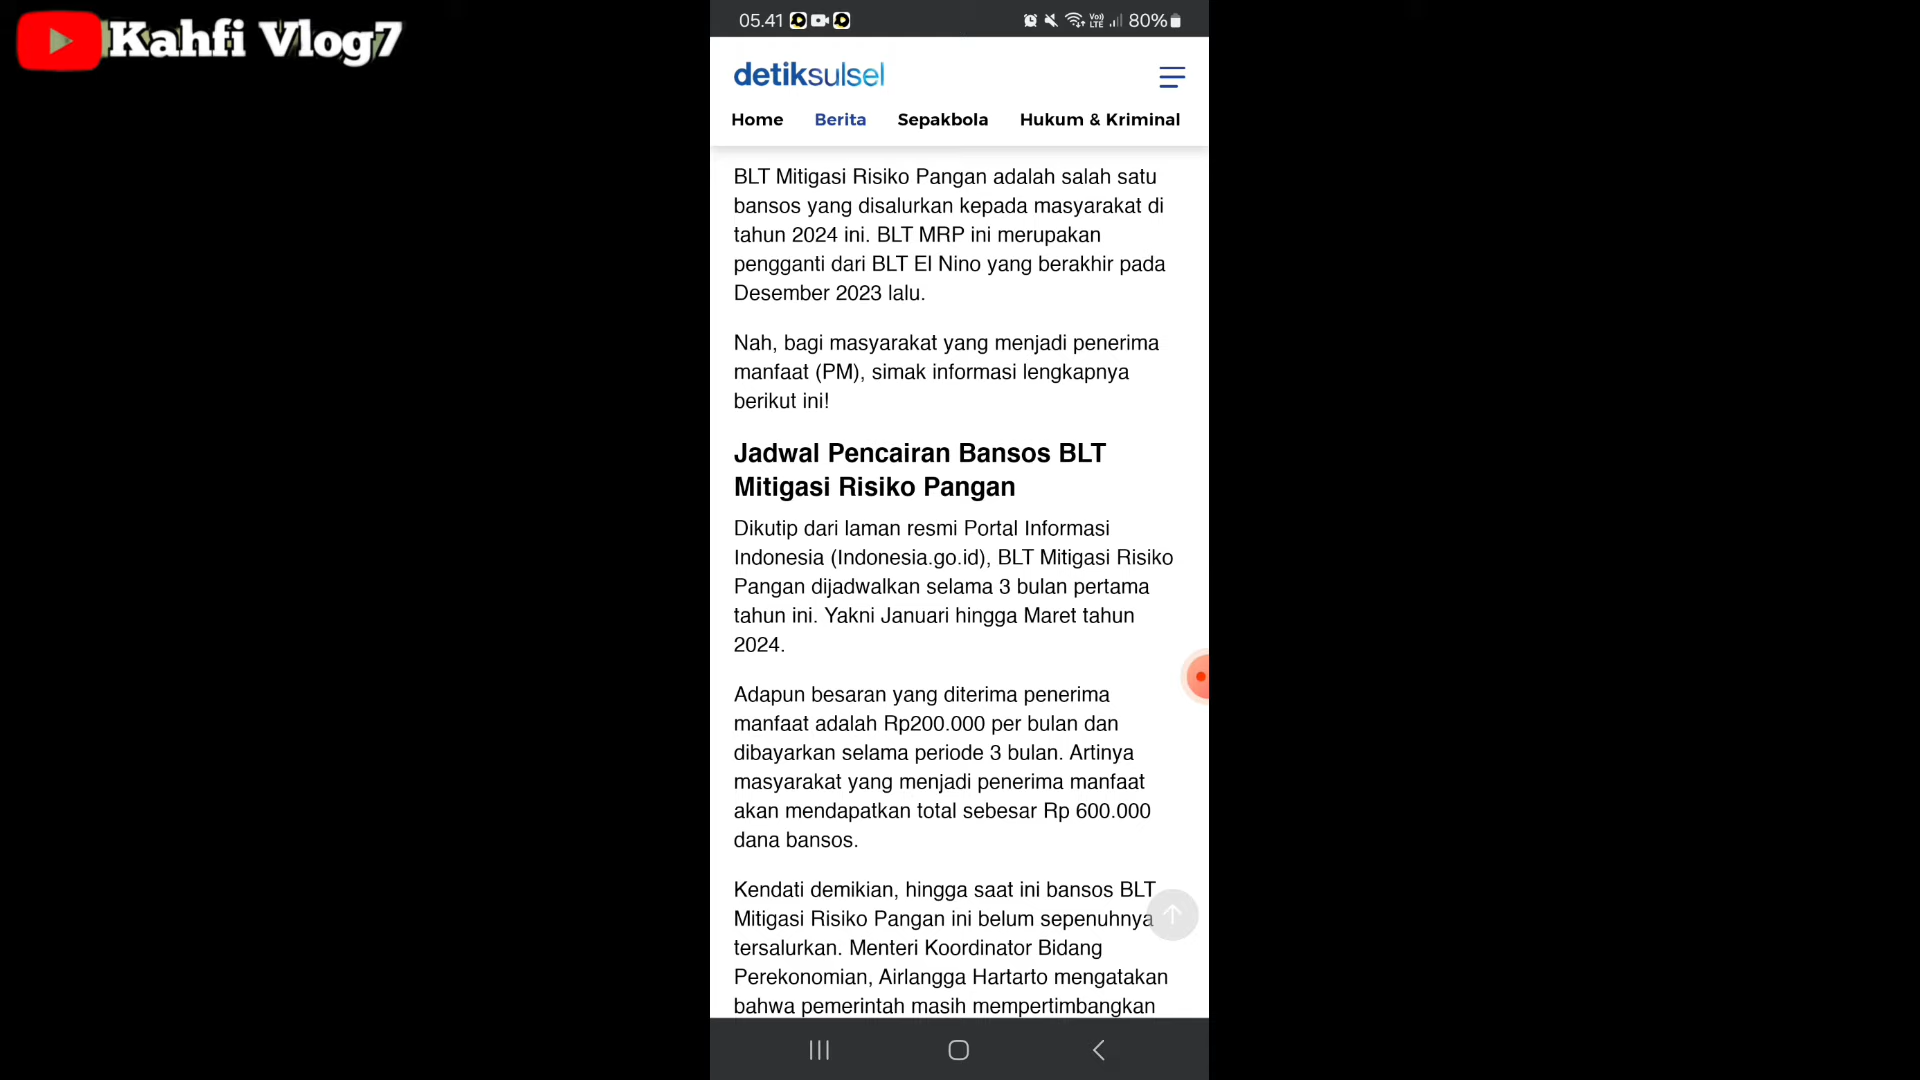 Kahfi Vlog7
05.41
Vo)) LTE 80%
detiksulsel
Home Berita Sepakbola Hukum & Kriminal
BLT Mitigasi Risiko Pangan adalah salah satu
bansos yang disalurkan kepada masyarakat di
tahun 2024 ini. BLT MRP ini merupakan
pengganti dari BLT El Nino yang berakhir pada
Desember 2023 lalu.
Nah, bagi masyarakat yang menjadi penerima
manfaat (PM), simak informasi lengkapnya
berikut ini!
Jadwal Pencairan Bansos BLT
Mitigasi Risiko Pangan
Dikutip dari laman resmi Portal Informasi
Indonesia (Indonesia.go.id), BLT Mitigasi Risiko
Pangan dijadwalkan selama 3 bulan pertama
tahun ini. Yakni Januari hingga Maret tahun
2024.
Adapun besaran yang diterima penerima
manfaat adalah Rp200.000 per bulan dan
dibayarkan selama periode 3 bulan. Artinya
masyarakat yang menjadi penerima manfaat
akan mendapatkan total sebesar Rp 600.000
dana bansos.
Kendati demikian, hingga saat ini bansos BLT
Mitigasi Risiko Pangan ini belum sepenuhnya
tersalurkan. Menteri Koordinator Bidang
Perekonomian, Airlangga Hartarto mengatakan
bahwa pemerintah masih mempertimbangkan